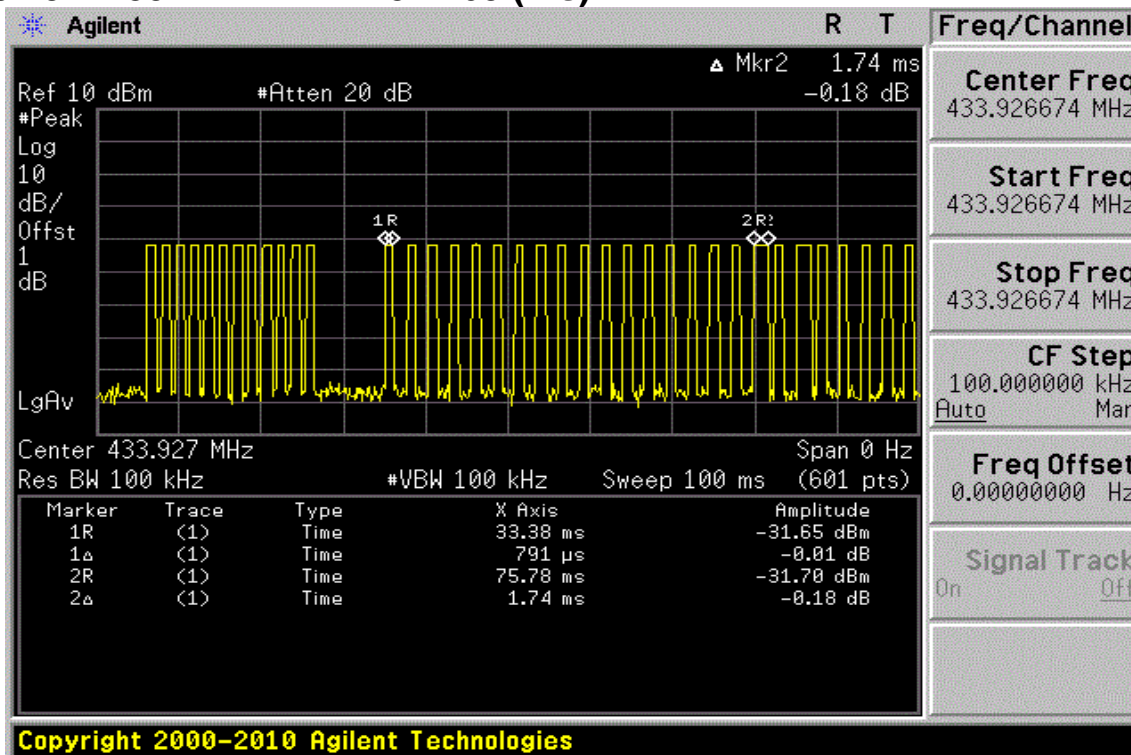 Agilent R T
Δ Mkr2 1.74 ms
Ref 10 dBm #Atten 20 dB -0.18 dB
#Peak
Log
10
dB/
Offst
1
dB
LgAv
1R
2R
Center 433.927 MHz Span 0 Hz
Res BW 100 kHz #VBW 100 kHz Sweep 100 ms (601 pts)
Marker Trace Type X Axis Amplitude
1R (1) Time 33.38 ms -31.65 dBm
1Δ (1) Time 791 µs -0.01 dB
2R (1) Time 75.78 ms -31.70 dBm
2Δ (1) Time 1.74 ms -0.18 dB
Freq/Channel
Center Freq
433.926674 MHz
Start Freq
433.926674 MHz
Stop Freq
433.926674 MHz
CF Step
100.000000 kHz
Auto Man
Freq Offset
0.00000000 Hz
Signal Track
On Off
Copyright 2000-2010 Agilent Technologies